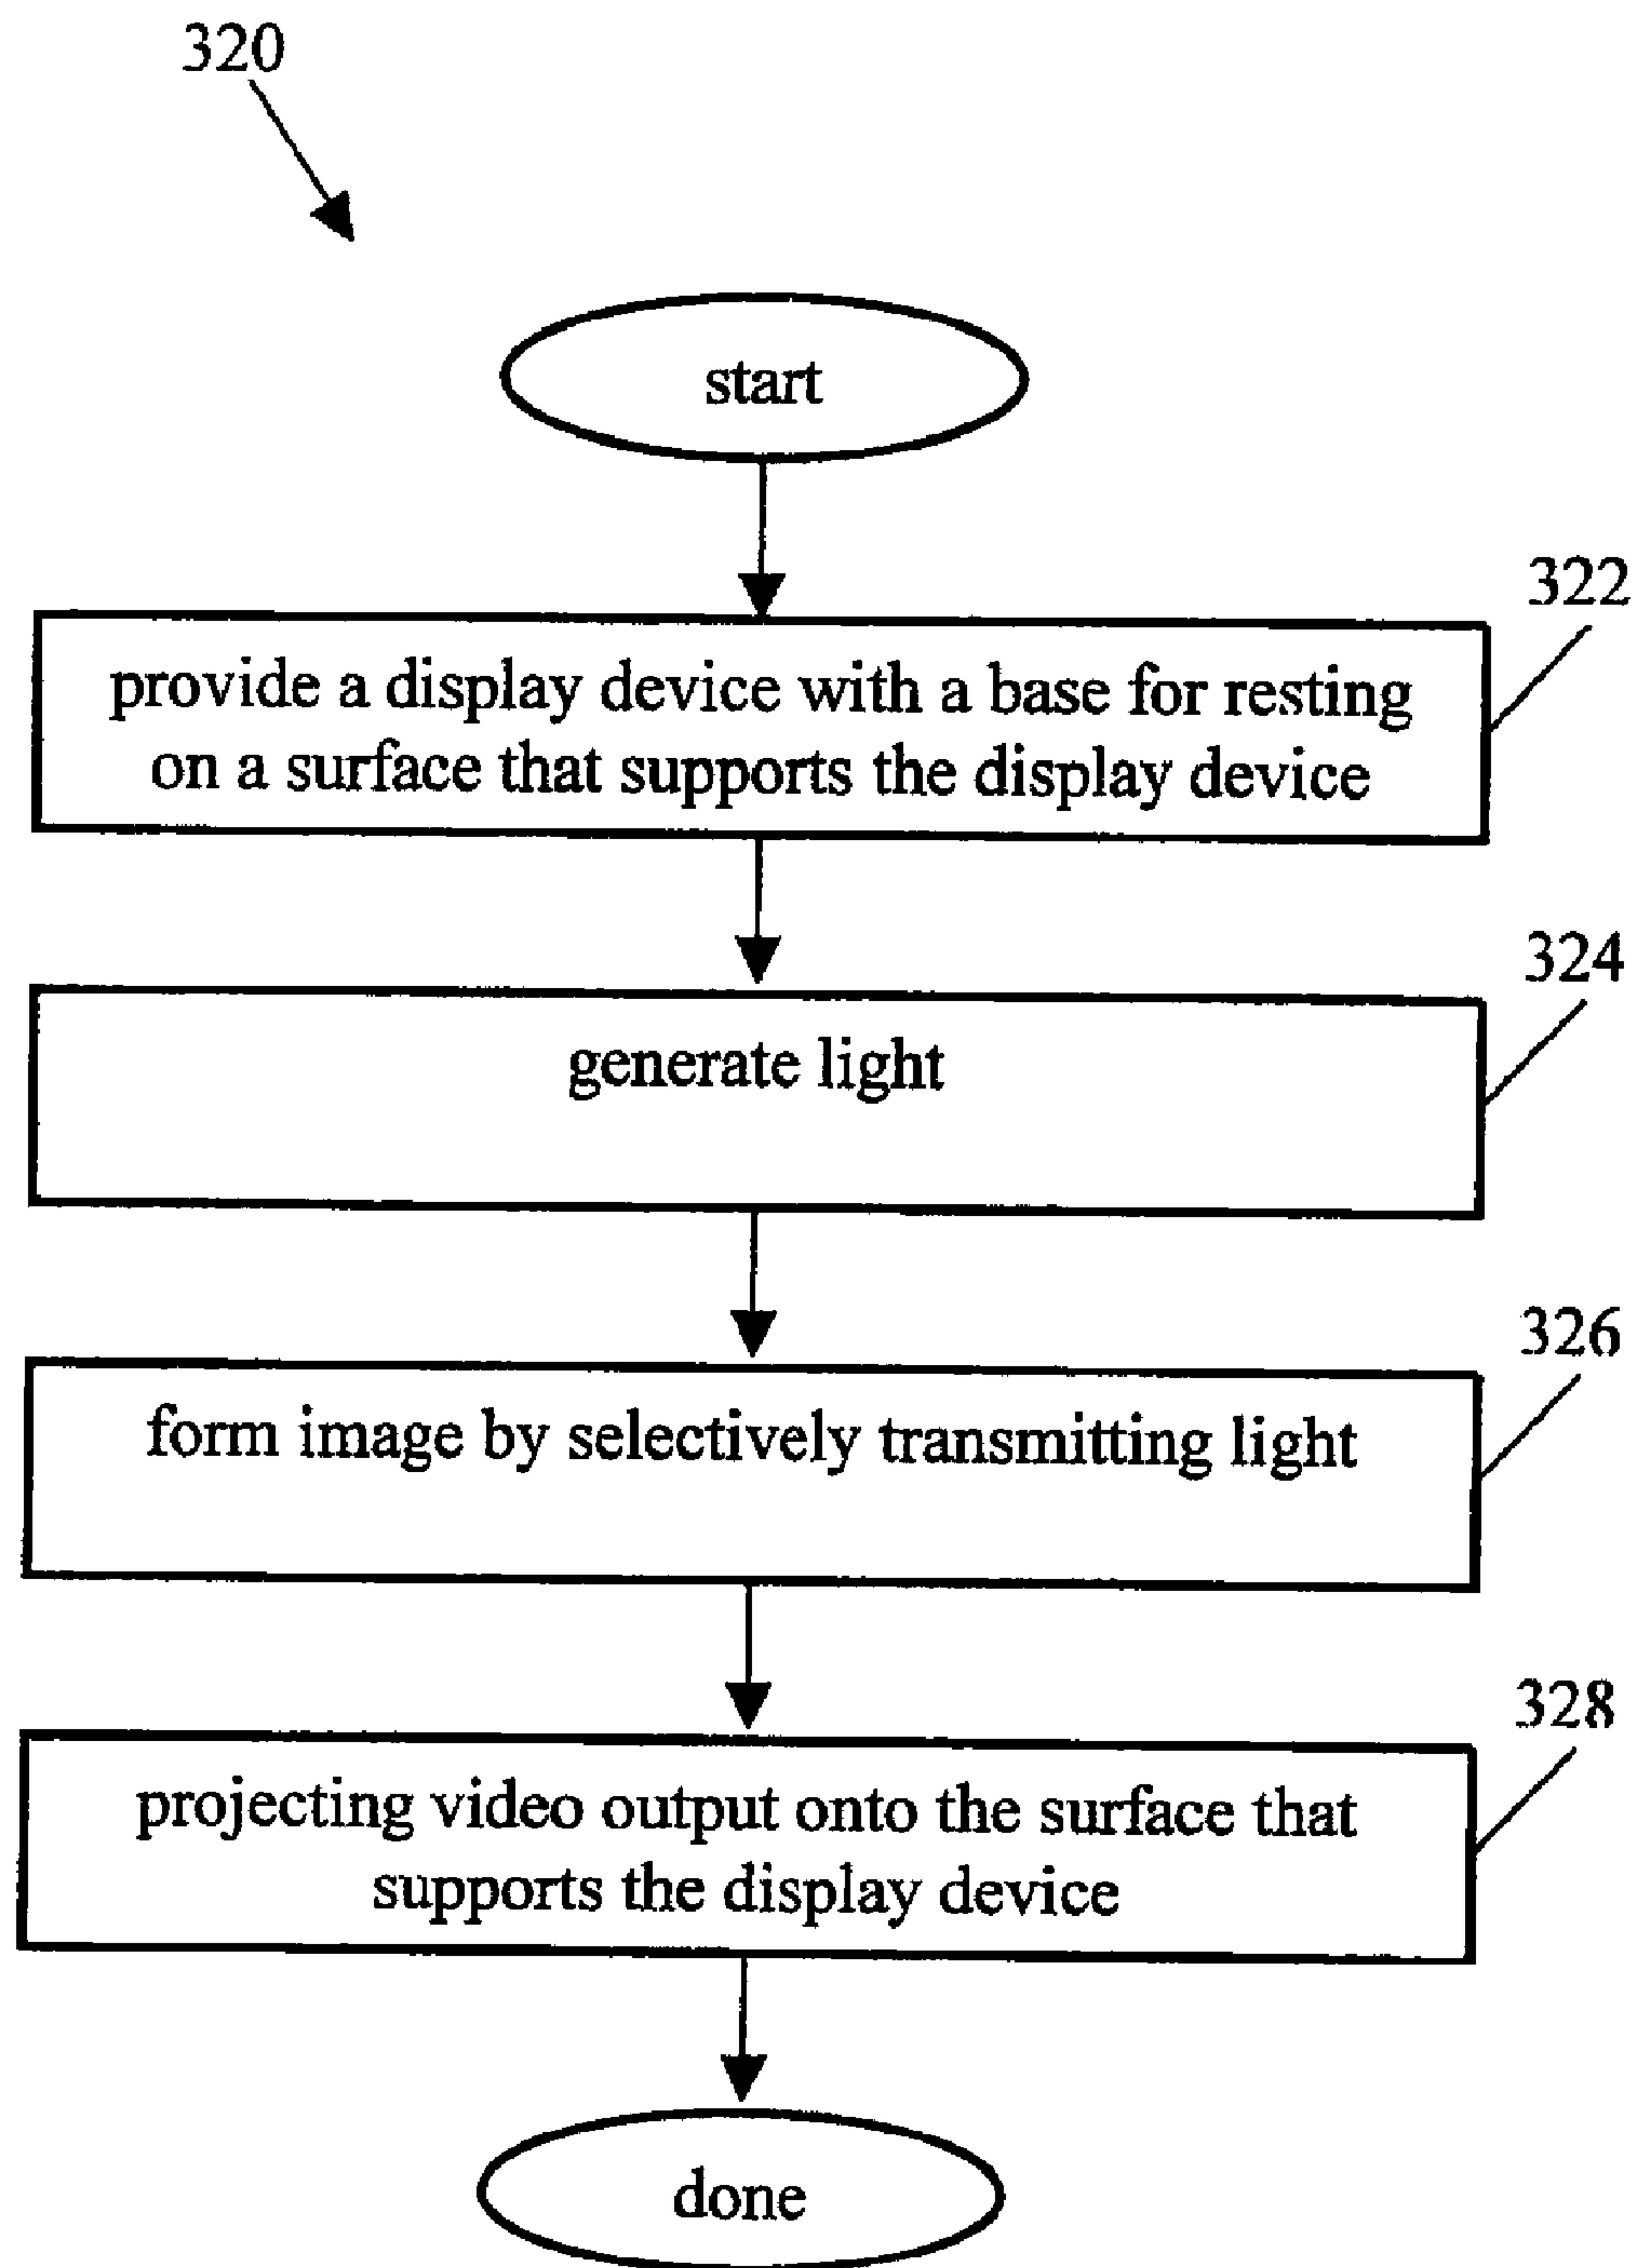 320
start
322
provide a display device with a base for resting
on a surface that supports the display device
324
generate light
326
form image by selectively transmitting light
328
projecting video output onto the surface that
supports the display device
done